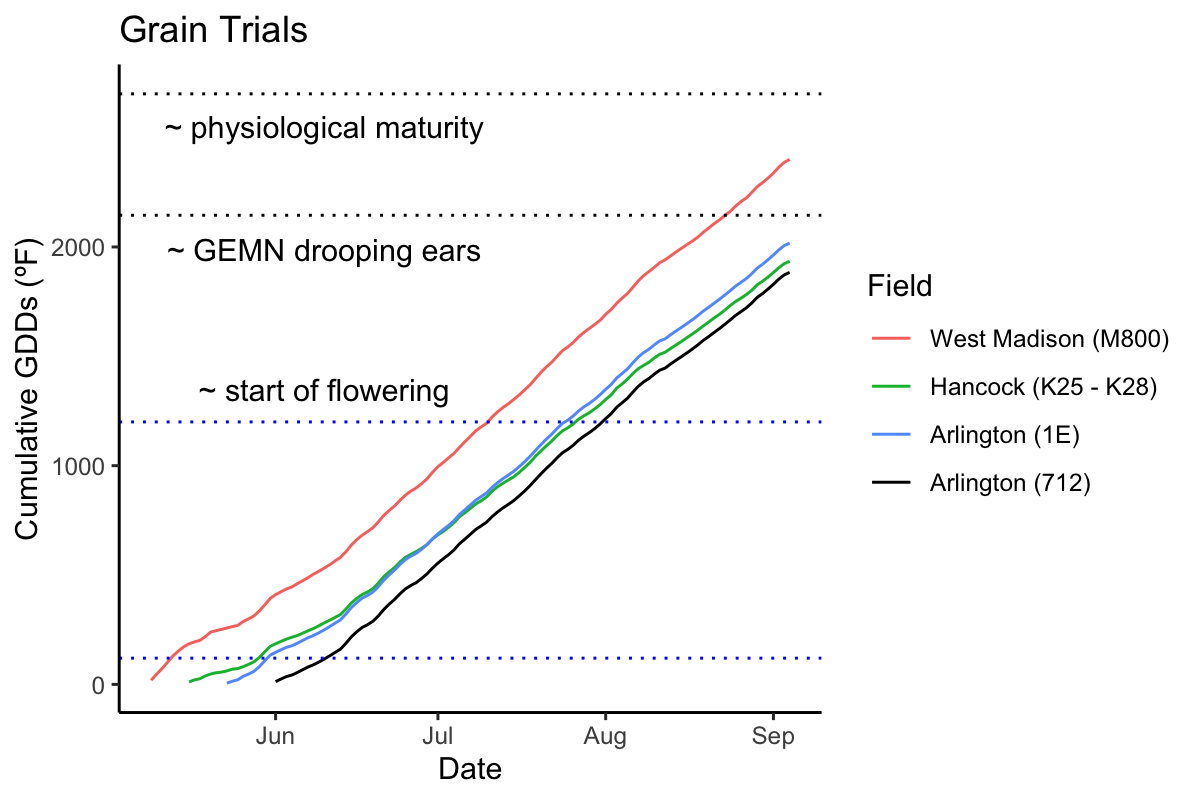 Grain Trials
~ physiological maturity
~ GEMN drooping ears
~ start of flowering
Cumulative GDDs (ºF)
2000
1000
0
Jun Jul Aug Sep
Date
Field
West Madison (M800)
Hancock (K25 - K28)
Arlington (1E)
Arlington (712)